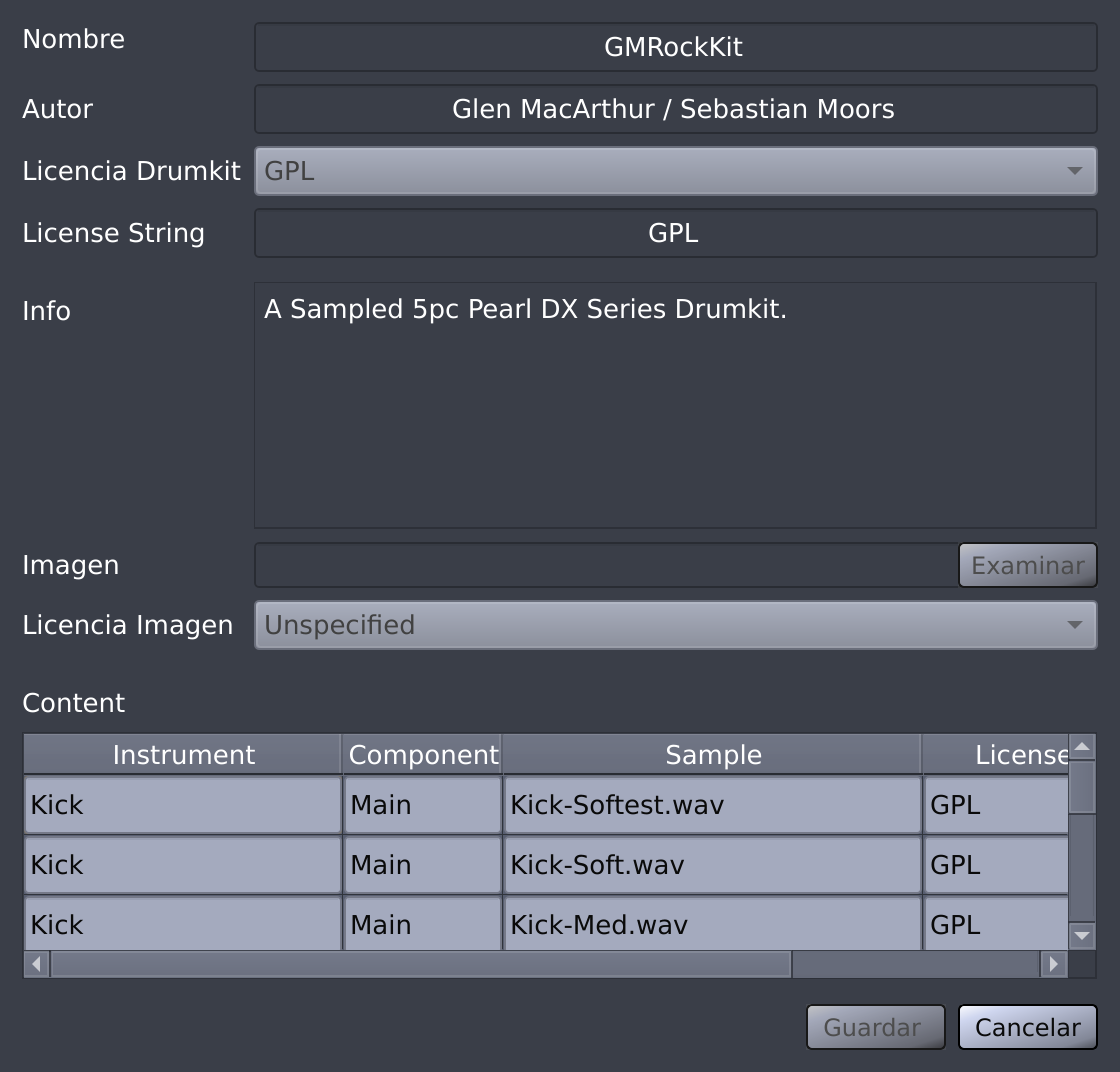 Nombre GMRockKit
Autor Glen MacArthur / Sebastian Moors
Licencia Drumkit GPL
License String GPL
Info A Sampled 5pc Pearl DX Series Drumkit.
Imagen Examinar
Licencia Imagen Unspecified
Content
Instrument Component Sample License
Kick Main Kick-Softest.wav GPL
Kick Main Kick-Soft.wav GPL
Kick Main Kick-Med.wav GPL
Guardar Cancelar